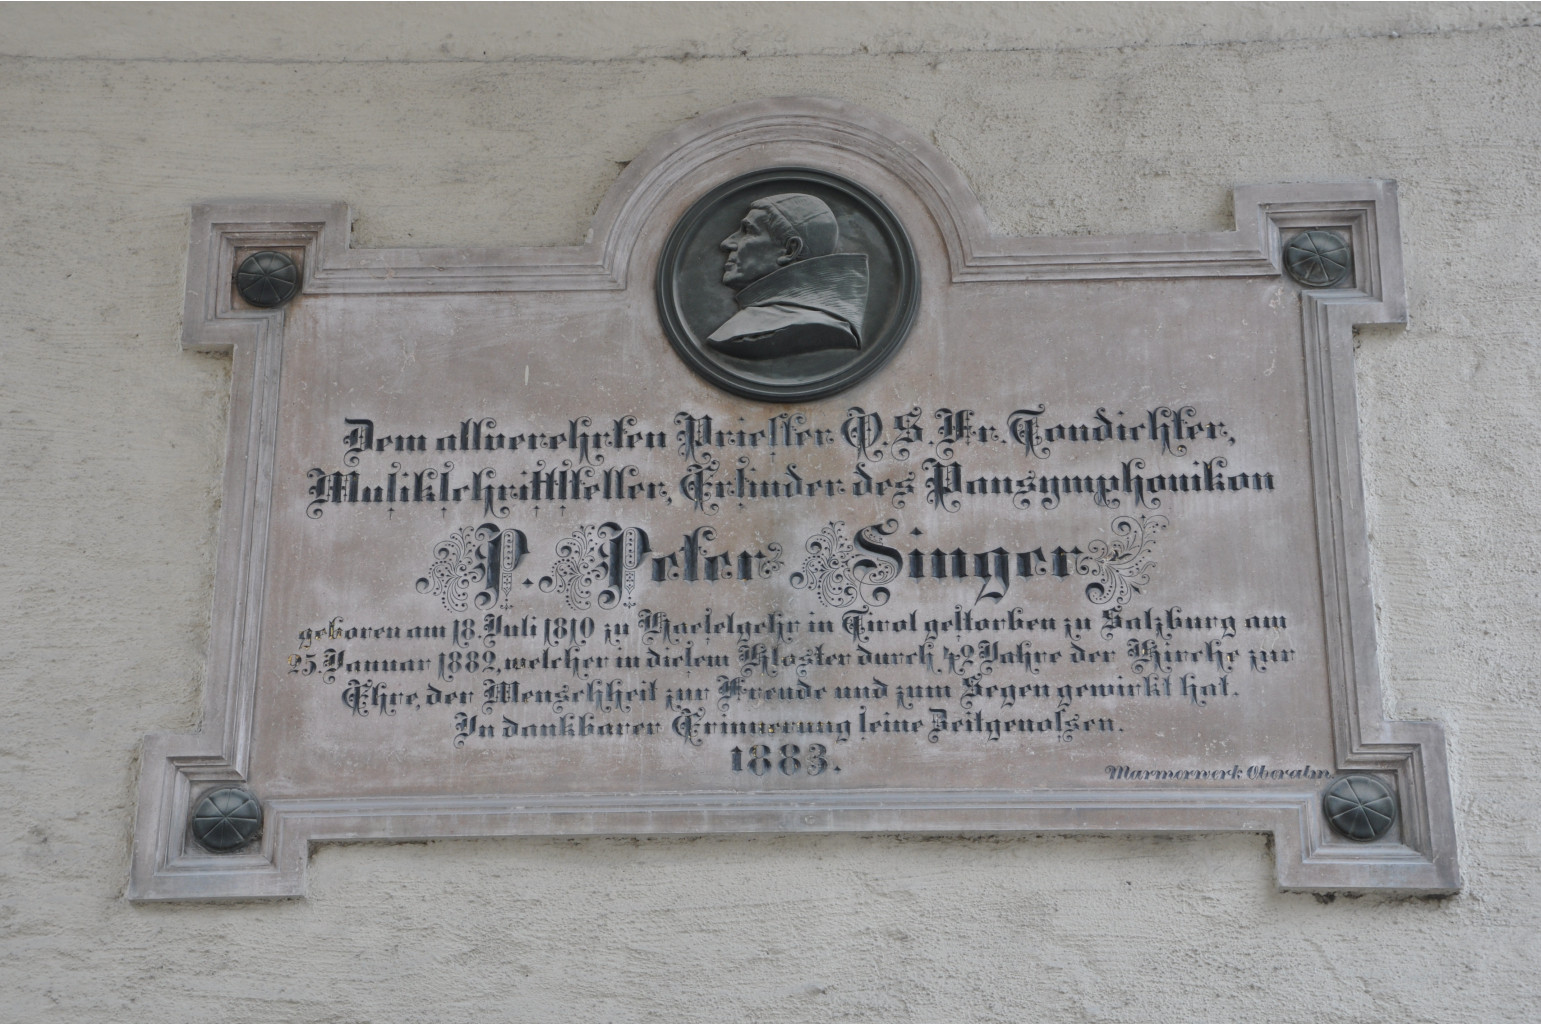 Dem allverehrten Priester O.S.Fr. Tondichter,
Musikschriftsteller, Erfinder des Pansymphonikon
P. Peter Singer
geboren am 18. Juli 1810 zu Haeselgehr in Tirol gestorben zu Salzburg am
25. Januar 1882, welcher in diesem Kloster durch 42 Jahre der Kirche zur
Ehre, der Menschheit zur Freude und zum Segen gewirkt hat.
In dankbarer Erinnerung seine Zeitgenossen.
1883.
Marmorwerk Oberalm.